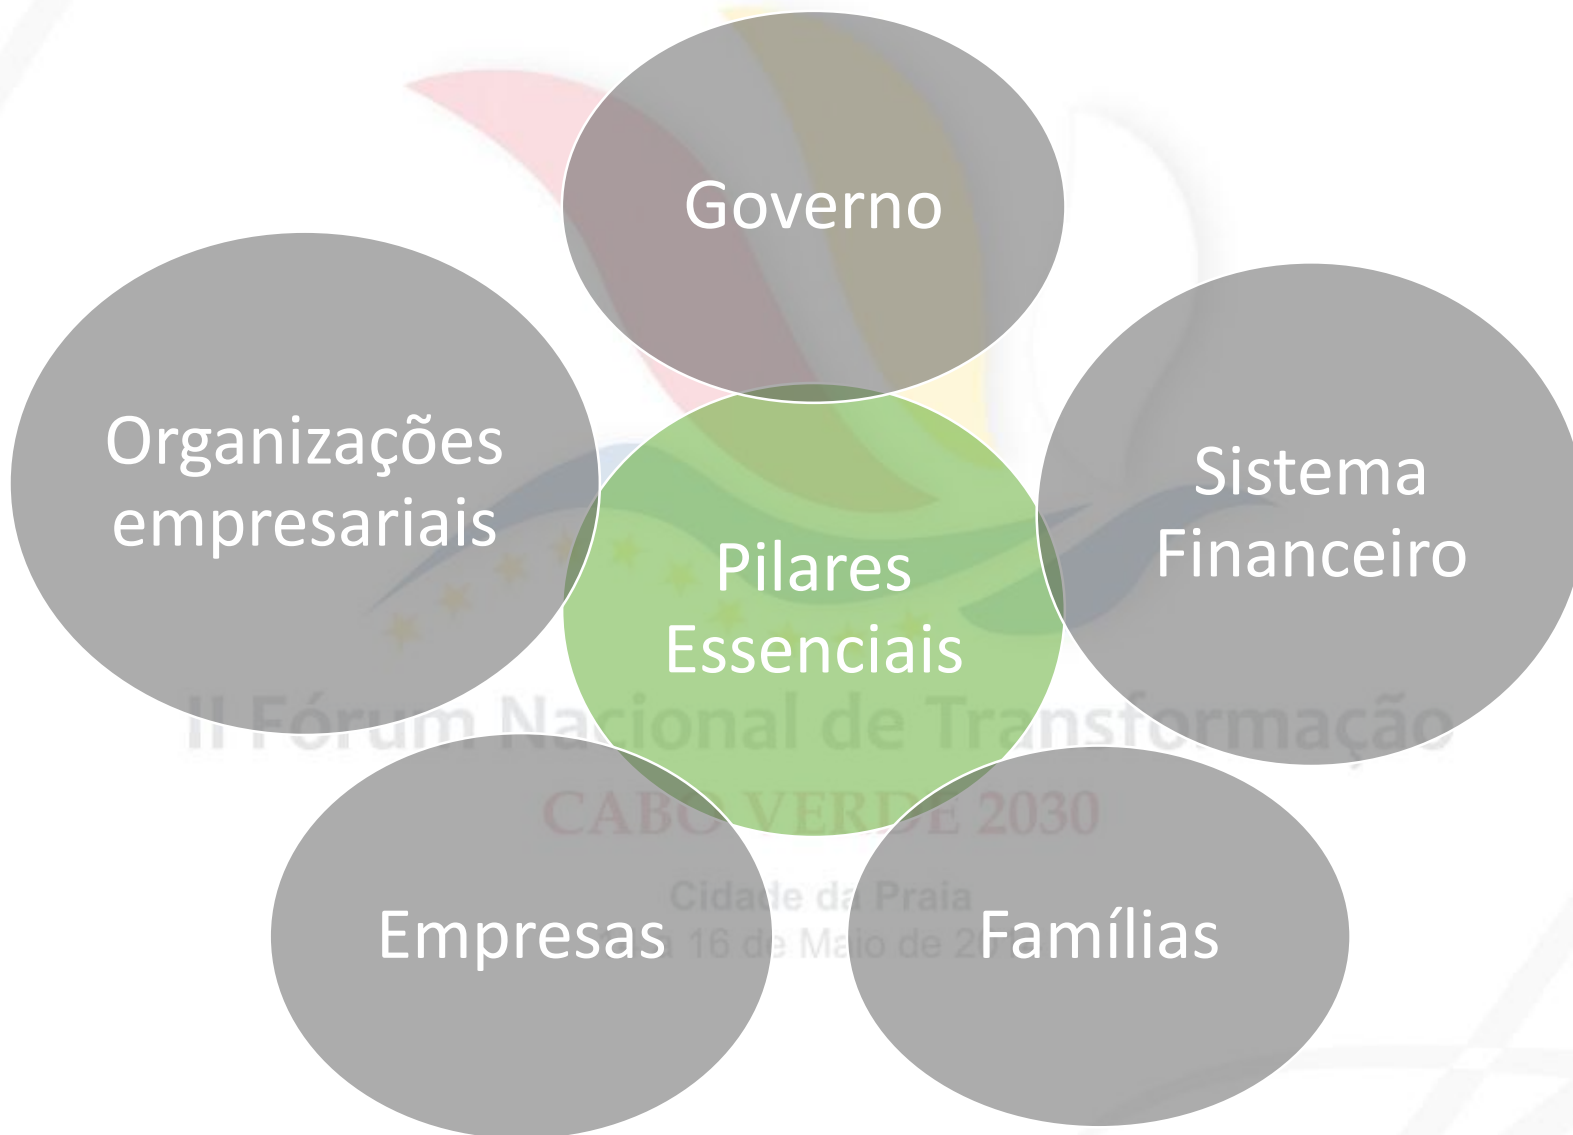 Governo
Organizações
empresariais
Sistema
Financeiro
Pilares
Essenciais
II Fórum Nacional de Transformação
CABO VERDE 2030
Cidade da Praia
16 de Maio de
Empresas
Famílias